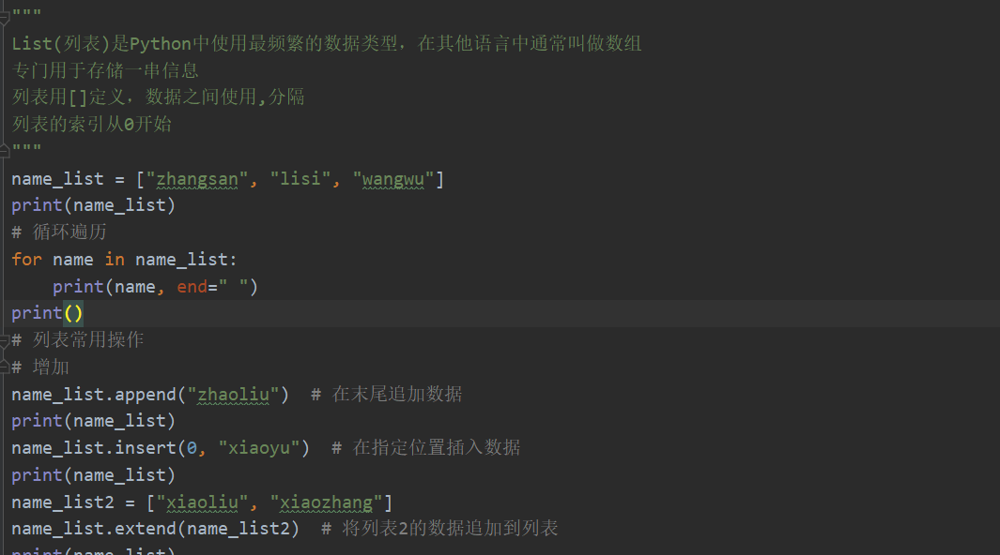 """
List(列表)是Python中使用最频繁的数据类型，在其他语言中通常叫做数组
专门用于存储一串信息
列表用[]定义，数据之间使用,分隔
列表的索引从0开始
"""
name_list = ["zhangsan", "lisi", "wangwu"]
print(name_list)
# 循环遍历
for name in name_list:
    print(name, end=" ")
print()
# 列表常用操作
# 增加
name_list.append("zhaoliu")  # 在末尾追加数据
print(name_list)
name_list.insert(0, "xiaoyu")  # 在指定位置插入数据
print(name_list)
name_list2 = ["xiaoliu", "xiaozhang"]
name_list.extend(name_list2)  # 将列表2的数据追加到列表
print(name_list)